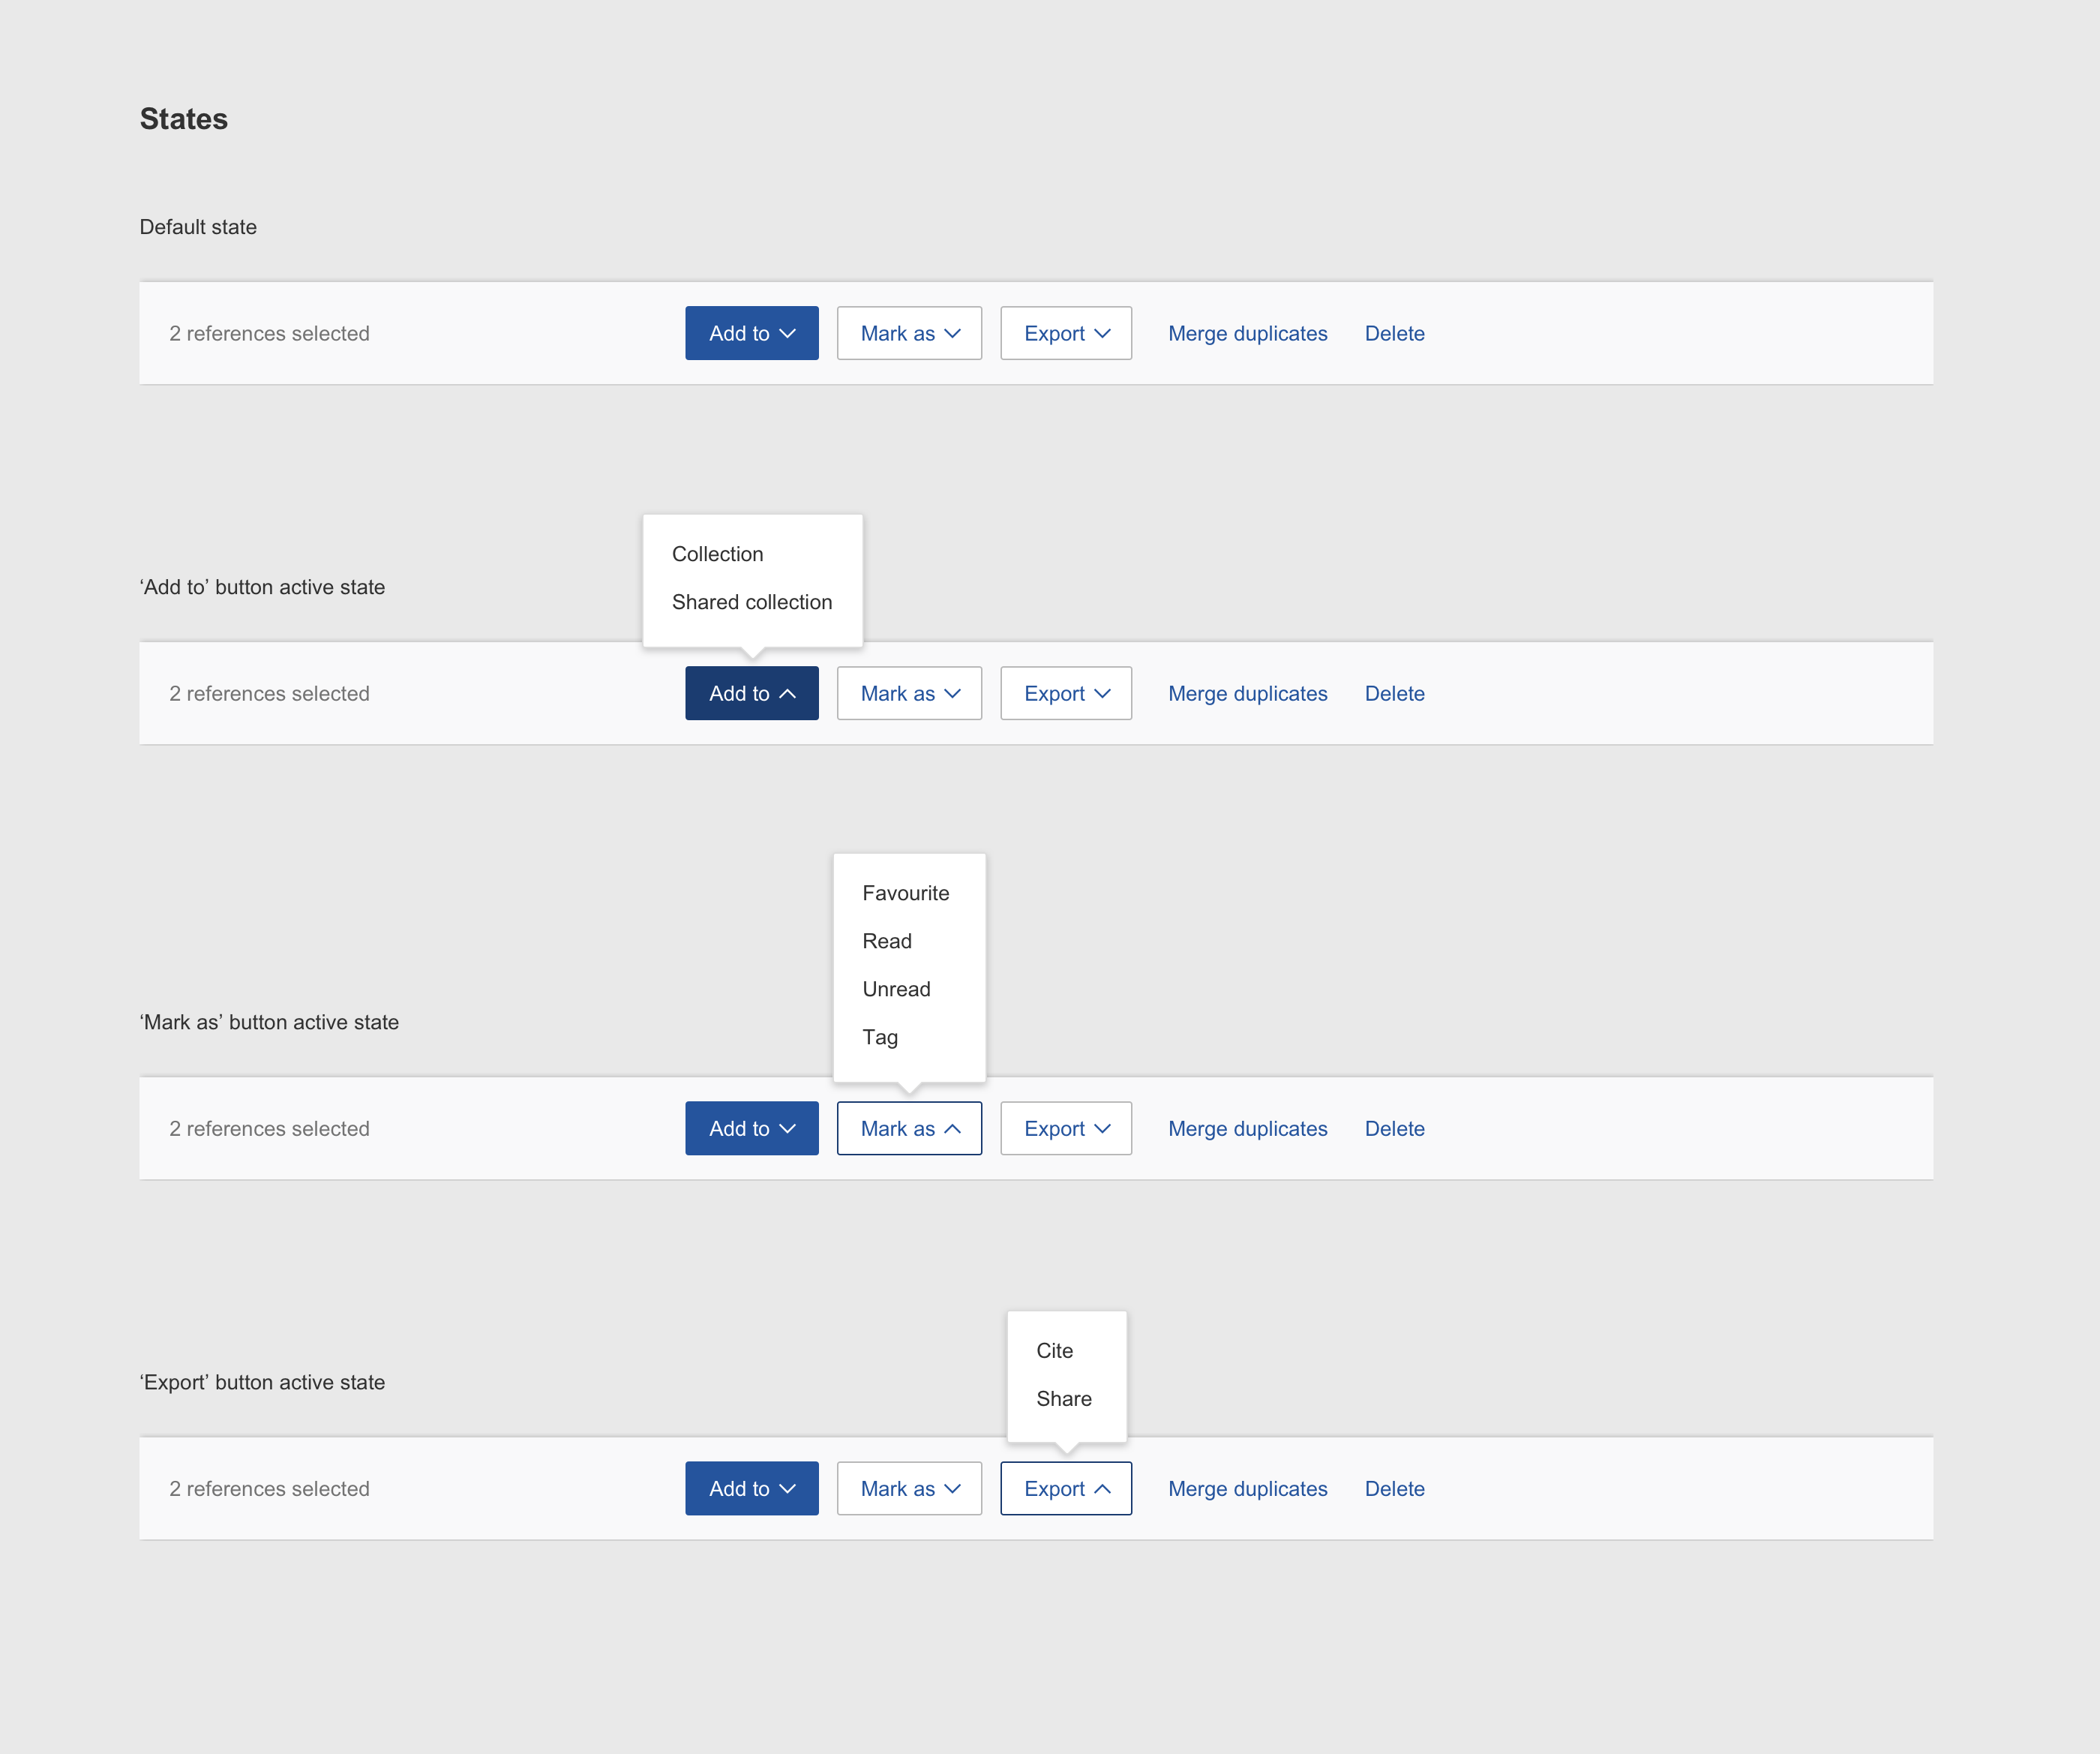 States
Default state
2 references selected Add to Mark as Export Merge duplicates Delete
Collection
Shared collection
‘Add to’ button active state
2 references selected Add to Mark as Export Merge duplicates Delete
Favourite
Read
Unread
Tag
‘Mark as’ button active state
2 references selected Add to Mark as Export Merge duplicates Delete
Cite
Share
‘Export’ button active state
2 references selected Add to Mark as Export Merge duplicates Delete